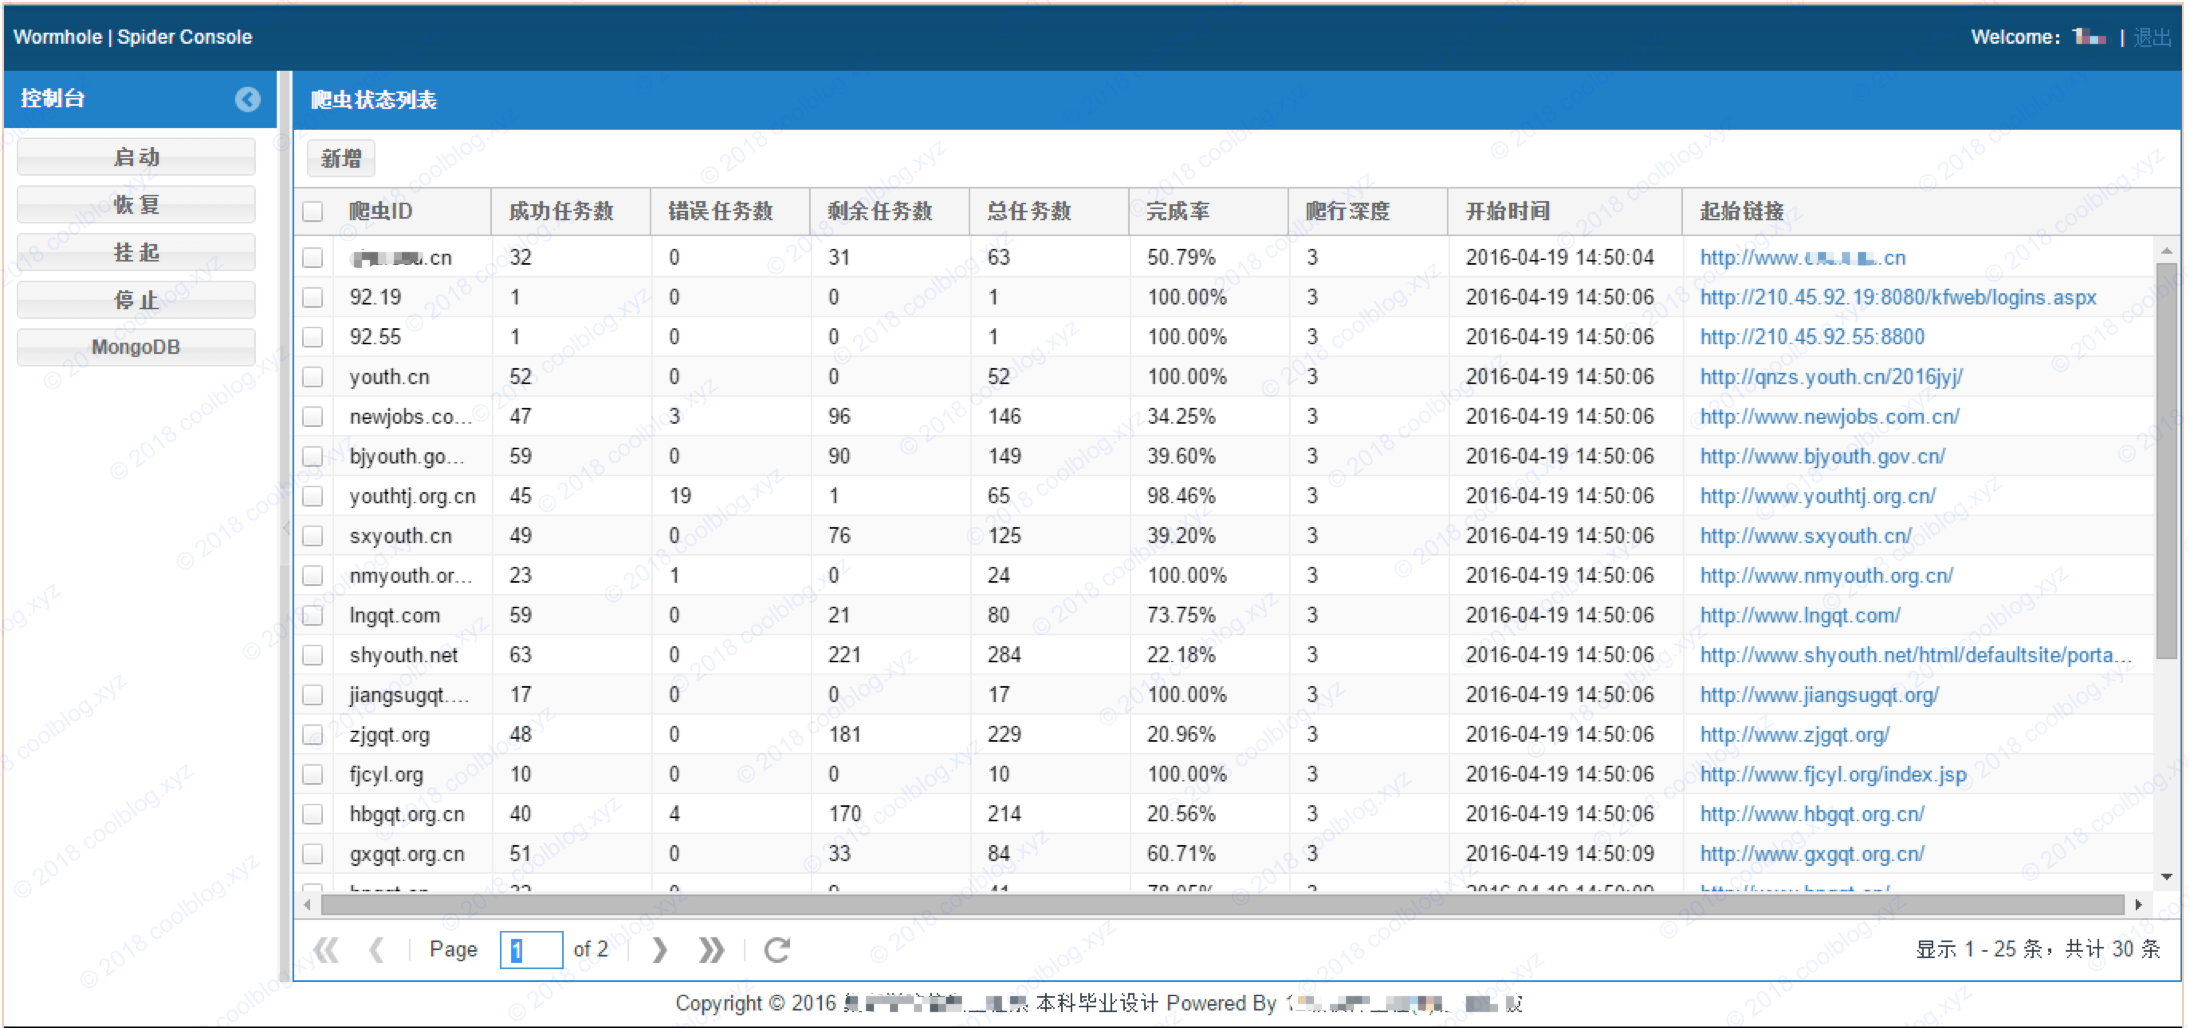 Wormhole | Spider Console
Welcome: | 退出
控制台
爬虫状态列表
启动
恢复
挂起
停止
MongoDB
新增
爬虫ID 成功任务数 错误任务数 剩余任务数 总任务数 完成率 爬行深度 开始时间 起始链接
.cn 32 0 31 63 50.79% 3 2016-04-19 14:50:04 http://www. .cn
92.19 1 0 0 1 100.00% 3 2016-04-19 14:50:06 http://210.45.92.19:8080/kfweb/logins.aspx
92.55 1 0 0 1 100.00% 3 2016-04-19 14:50:06 http://210.45.92.55:8800
youth.cn 52 0 0 52 100.00% 3 2016-04-19 14:50:06 http://qnzs.youth.cn/2016jyj/
newjobs.co... 47 3 96 146 34.25% 3 2016-04-19 14:50:06 http://www.newjobs.com.cn/
bjyouth.go... 59 0 90 149 39.60% 3 2016-04-19 14:50:06 http://www.bjyouth.gov.cn/
youthtj.org.cn 45 19 1 65 98.46% 3 2016-04-19 14:50:06 http://www.youthtj.org.cn/
sxyouth.cn 49 0 76 125 39.20% 3 2016-04-19 14:50:06 http://www.sxyouth.cn/
nmyouth.or... 23 1 0 24 100.00% 3 2016-04-19 14:50:06 http://www.nmyouth.org.cn/
lngqt.com 59 0 21 80 73.75% 3 2016-04-19 14:50:06 http://www.lngqt.com/
shyouth.net 63 0 221 284 22.18% 3 2016-04-19 14:50:06 http://www.shyouth.net/html/defaultsite/porta...
jiangsugqt.... 17 0 0 17 100.00% 3 2016-04-19 14:50:06 http://www.jiangsugqt.org/
zjgqt.org 48 0 181 229 20.96% 3 2016-04-19 14:50:06 http://www.zjgqt.org/
fjcyl.org 10 0 0 10 100.00% 3 2016-04-19 14:50:06 http://www.fjcyl.org/index.jsp
hbgqt.org.cn 40 4 170 214 20.56% 3 2016-04-19 14:50:06 http://www.hbgqt.org.cn/
gxgqt.org.cn 51 0 33 84 60.71% 3 2016-04-19 14:50:09 http://www.gxgqt.org.cn/
Page 1 of 2
显示 1 - 25 条，共计 30 条
Copyright © 2016 本科毕业设计 Powered By
© 2018 coolblog.xyz